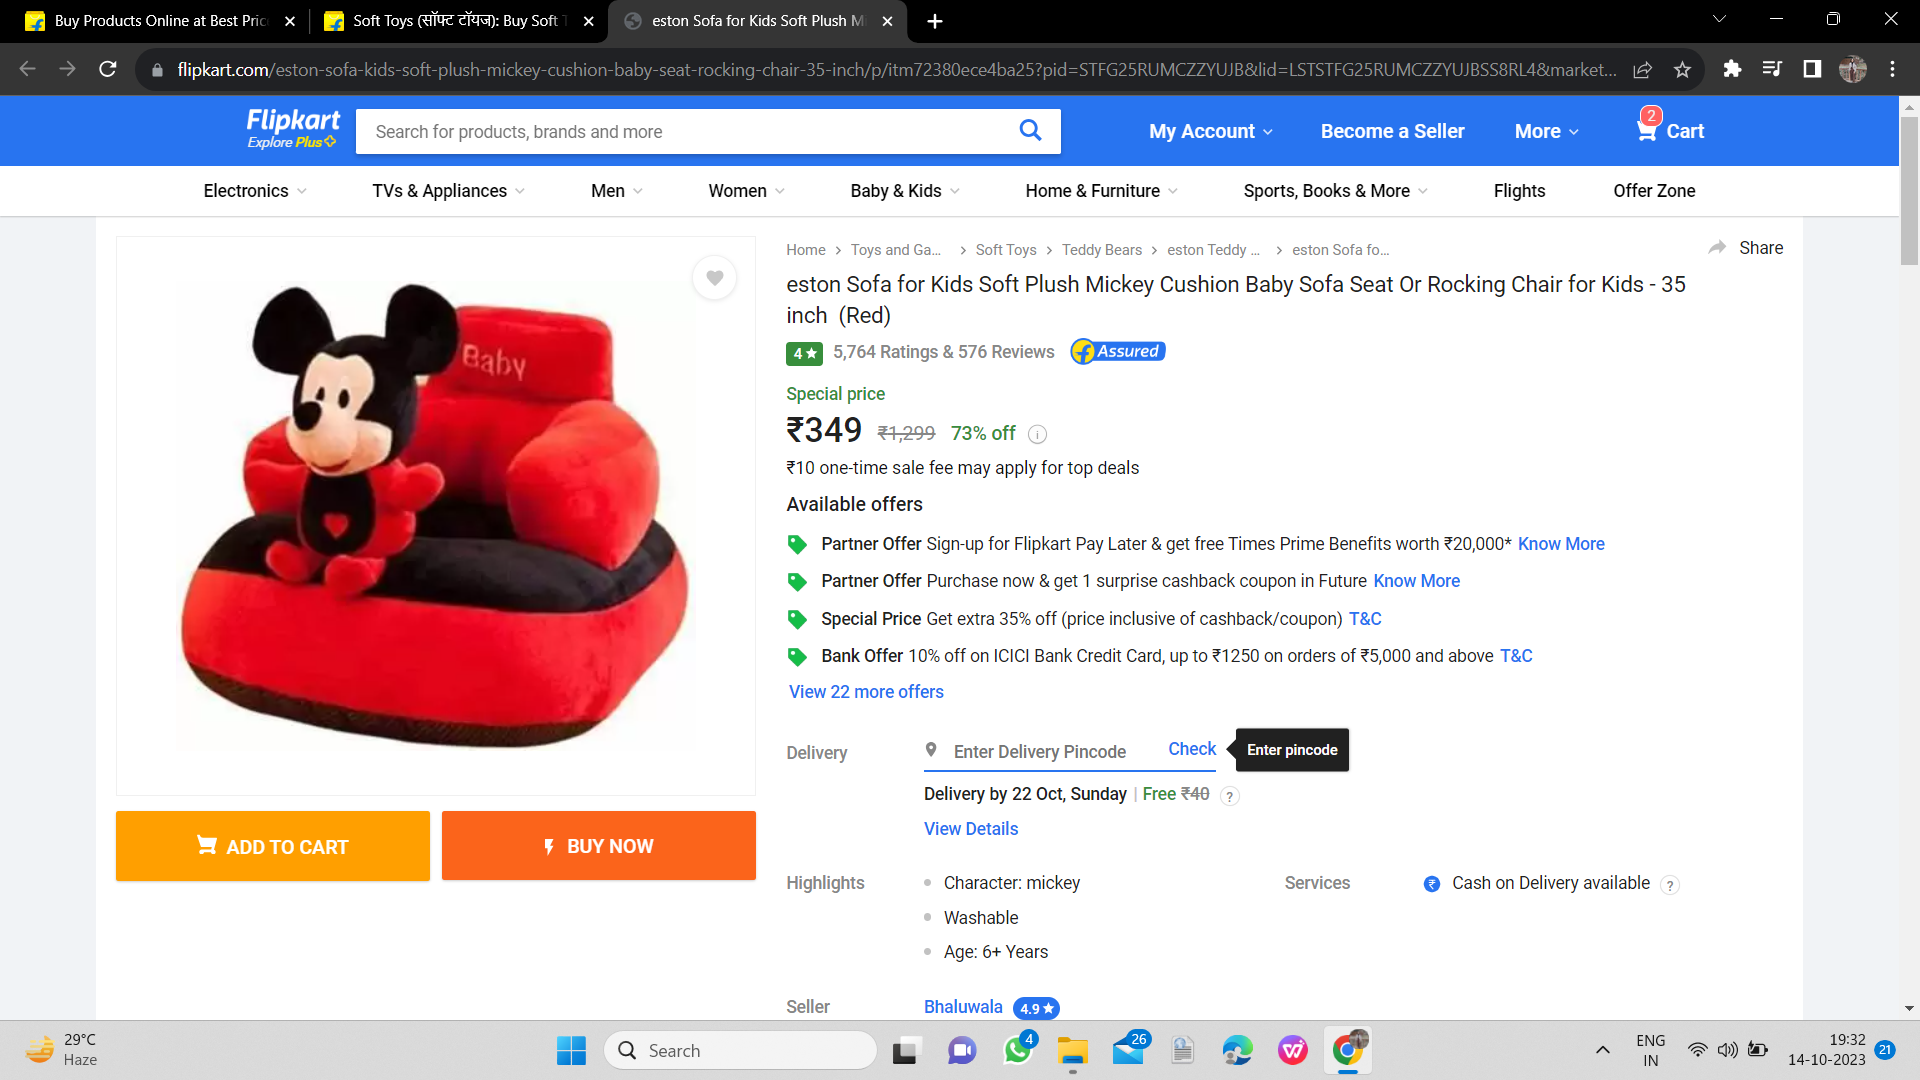 Buy Products Online at Best Pric
Soft Toys (सॉफ्ट टॉयज): Buy Soft T
eston Sofa for Kids Soft Plush M
flipkart.com/eston-sofa-kids-soft-plush-mickey-cushion-baby-seat-rocking-chair-35-inch/p/itm72380ece4ba25?pid=STFG25RUMCZZYUJB&lid=LSTSTFG25RUMCZZYUJBSS8RL4&market...
Flipkart
Explore Plus
Search for products, brands and more
My Account
Become a Seller
More
2
Cart
Electronics
TVs & Appliances
Men
Women
Baby & Kids
Home & Furniture
Sports, Books & More
Flights
Offer Zone
Home > Toys and Ga... > Soft Toys > Teddy Bears > eston Teddy ... > eston Sofa fo...
Share
eston Sofa for Kids Soft Plush Mickey Cushion Baby Sofa Seat Or Rocking Chair for Kids - 35
inch (Red)
4★ 5,764 Ratings & 576 Reviews Assured
Baby
Special price
₹349 ₹1,299 73% off
₹10 one-time sale fee may apply for top deals
Available offers
Partner Offer Sign-up for Flipkart Pay Later & get free Times Prime Benefits worth ₹20,000* Know More
Partner Offer Purchase now & get 1 surprise cashback coupon in Future Know More
Special Price Get extra 35% off (price inclusive of cashback/coupon) T&C
Bank Offer 10% off on ICICI Bank Credit Card, up to ₹1250 on orders of ₹5,000 and above T&C
View 22 more offers
Delivery
Enter Delivery Pincode
Check
Enter pincode
Delivery by 22 Oct, Sunday | Free ₹40 ?
View Details
ADD TO CART
BUY NOW
Highlights
Character: mickey
Washable
Age: 6+ Years
Services
₹ Cash on Delivery available ?
Seller
Bhaluwala 4.9★
29°C
Haze
Search
4
26
ENG
IN
19:32
14-10-2023
21